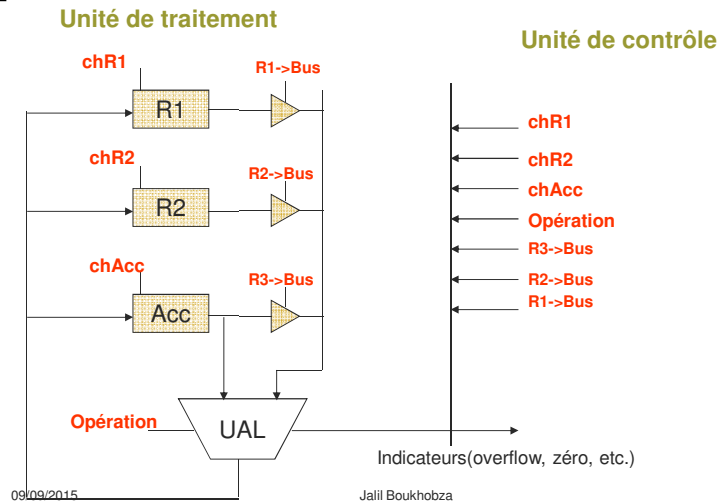 Unité de traitement
Unité de contrôle
chR1
R1->Bus
R1
chR2
R2->Bus
R2
chAcc
R3->Bus
Acc
Opération
UAL
chR1
chR2
chAcc
Opération
R3->Bus
R2->Bus
R1->Bus
Indicateurs(overflow, zéro, etc.)
09/09/2015
Jalil Boukhobza